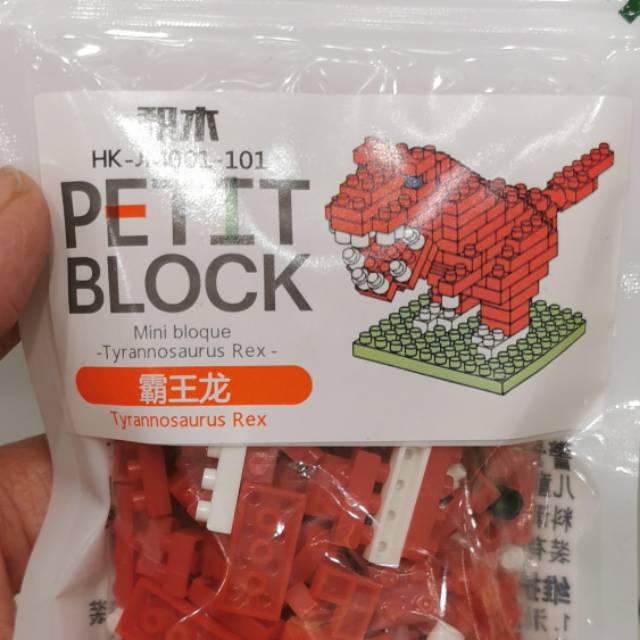 积木
PETIT
BLOCK
Mini bloque
-Tyrannosaurus Rex-
霸王龙
Tyrannosaurus Rex